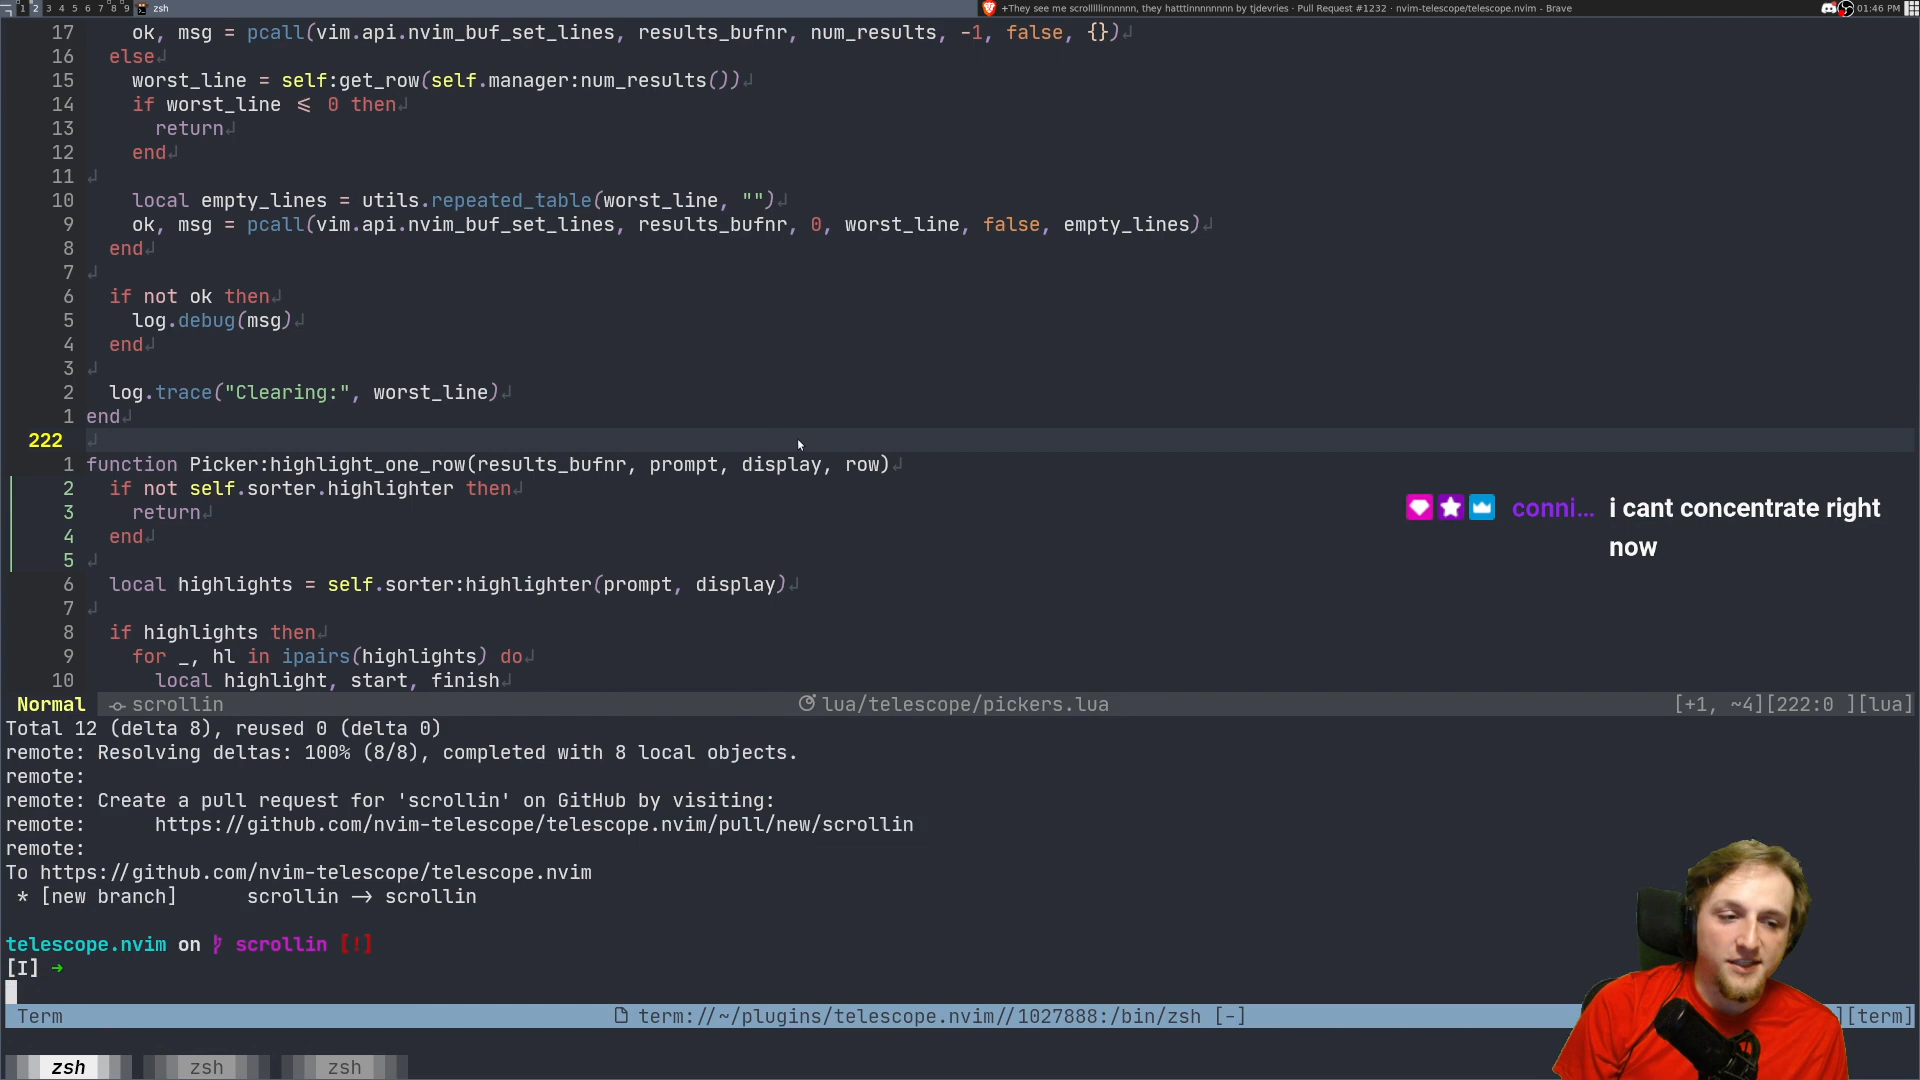 1 2 3 4 5 6 7 8 9 zsh
+They see me scrolllllinnnnnn, they hatttinnnnnnnn by tjdevries · Pull Request #1232 · nvim-telescope/telescope.nvim - Brave
01:46 PM
17 ok, msg = pcall(vim.api.nvim_buf_set_lines, results_bufnr, num_results, -1, false, {})↲
16 else↲
15 worst_line = self:get_row(self.manager:num_results())↲
14 if worst_line <= 0 then↲
13 return↲
12 end↲
11 ↲
10 local empty_lines = utils.repeated_table(worst_line, "")↲
9 ok, msg = pcall(vim.api.nvim_buf_set_lines, results_bufnr, 0, worst_line, false, empty_lines)↲
8 end↲
7 ↲
6 if not ok then↲
5 log.debug(msg)↲
4 end↲
3 ↲
2 log.trace("Clearing:", worst_line)↲
1 end↲
222 ↲
1 function Picker:highlight_one_row(results_bufnr, prompt, display, row)↲
2 if not self.sorter.highlighter then↲
3 return↲
4 end↲
5 ↲
6 local highlights = self.sorter:highlighter(prompt, display)↲
7 ↲
8 if highlights then↲
9 for _, hl in ipairs(highlights) do↲
10 local highlight, start, finish↲
conni... i cant concentrate right
now
Normal scrollin lua/telescope/pickers.lua [+1, ~4][222:0 ][lua]
Total 12 (delta 8), reused 0 (delta 0)
remote: Resolving deltas: 100% (8/8), completed with 8 local objects.
remote:
remote: Create a pull request for 'scrollin' on GitHub by visiting:
remote: https://github.com/nvim-telescope/telescope.nvim/pull/new/scrollin
remote:
To https://github.com/nvim-telescope/telescope.nvim
* [new branch] scrollin -> scrollin
telescope.nvim on scrollin [!]
[I] →
Term term://~/plugins/telescope.nvim//1027888:/bin/zsh [-] ][term]
zsh zsh zsh